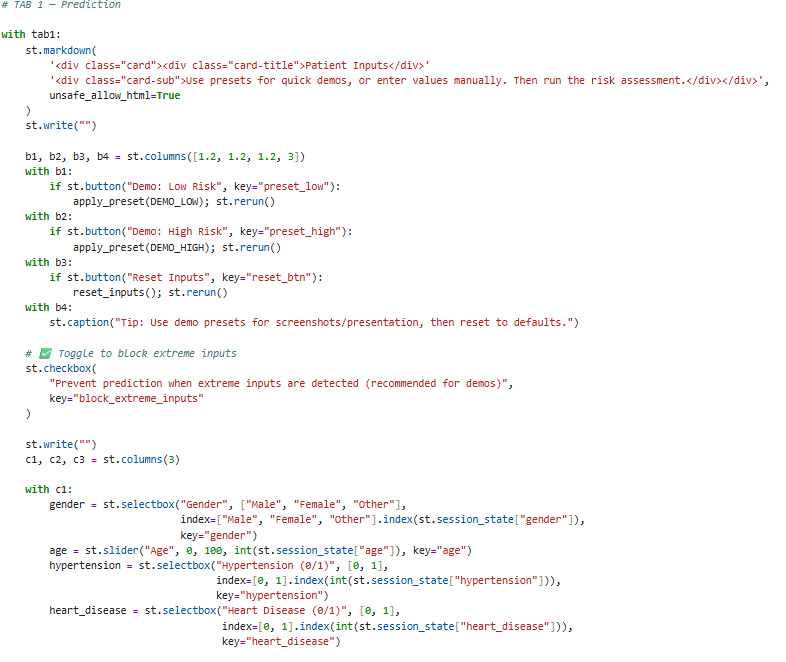 # TAB 1 — Prediction
with tab1:
    st.markdown(
        '<div class="card"><div class="card-title">Patient Inputs</div>'
        '<div class="card-sub">Use presets for quick demos, or enter values manually. Then run the risk assessment.</div></div>',
        unsafe_allow_html=True
    )
    st.write("")
    b1, b2, b3, b4 = st.columns([1.2, 1.2, 1.2, 3])
    with b1:
        if st.button("Demo: Low Risk", key="preset_low"):
            apply_preset(DEMO_LOW); st.rerun()
    with b2:
        if st.button("Demo: High Risk", key="preset_high"):
            apply_preset(DEMO_HIGH); st.rerun()
    with b3:
        if st.button("Reset Inputs", key="reset_btn"):
            reset_inputs(); st.rerun()
    with b4:
        st.caption("Tip: Use demo presets for screenshots/presentation, then reset to defaults.")
    # ✅ Toggle to block extreme inputs
    st.checkbox(
        "Prevent prediction when extreme inputs are detected (recommended for demos)",
        key="block_extreme_inputs"
    )
    st.write("")
    c1, c2, c3 = st.columns(3)
    with c1:
        gender = st.selectbox("Gender", ["Male", "Female", "Other"],
                              index=["Male", "Female", "Other"].index(st.session_state["gender"]),
                              key="gender")
        age = st.slider("Age", 0, 100, int(st.session_state["age"]), key="age")
        hypertension = st.selectbox("Hypertension (0/1)", [0, 1],
                                    index=[0, 1].index(int(st.session_state["hypertension"])),
                                    key="hypertension")
        heart_disease = st.selectbox("Heart Disease (0/1)", [0, 1],
                                     index=[0, 1].index(int(st.session_state["heart_disease"])),
                                     key="heart_disease")